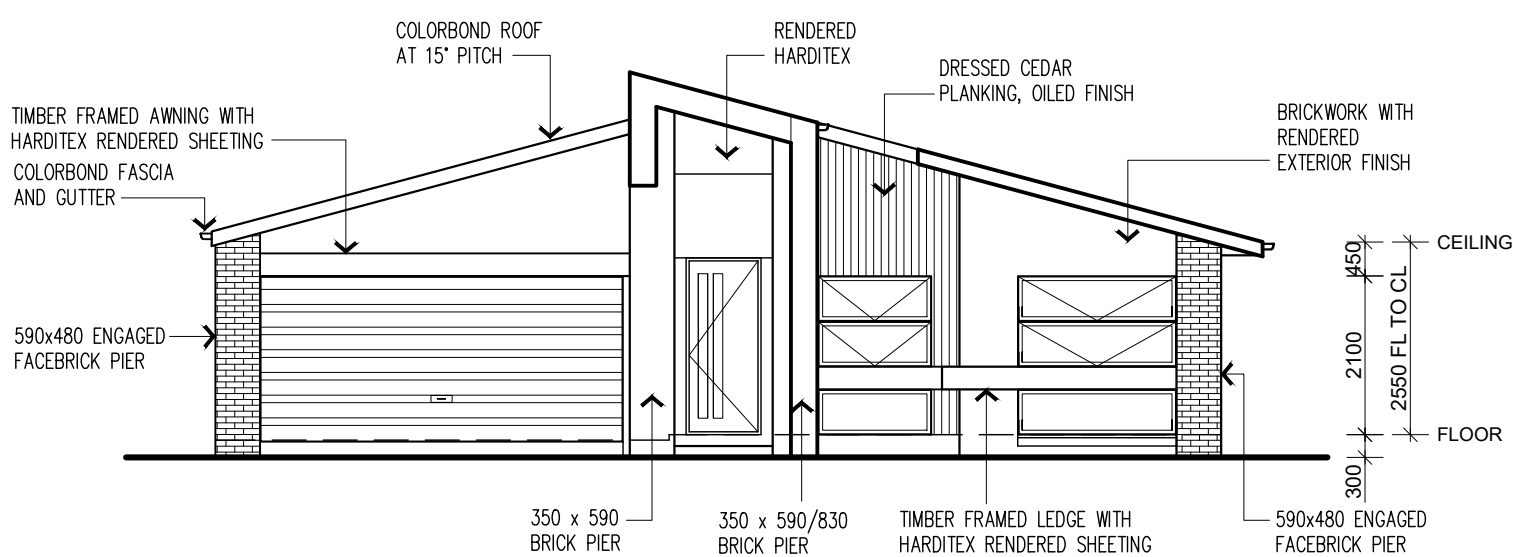 COLORBOND ROOF
AT 15° PITCH
RENDERED
HARDITEX
DRESSED CEDAR
PLANKING, OILED FINISH
TIMBER FRAMED AWNING WITH
HARDITEX RENDERED SHEETING
COLORBOND FASCIA
AND GUTTER
BRICKWORK WITH
RENDERED
EXTERIOR FINISH
590x480 ENGAGED
FACEBRICK PIER
450
2100
300
2550 FL TO CL
CEILING
FLOOR
350 x 590
BRICK PIER
350 x 590/830
BRICK PIER
TIMBER FRAMED LEDGE WITH
HARDITEX RENDERED SHEETING
590x480 ENGAGED
FACEBRICK PIER